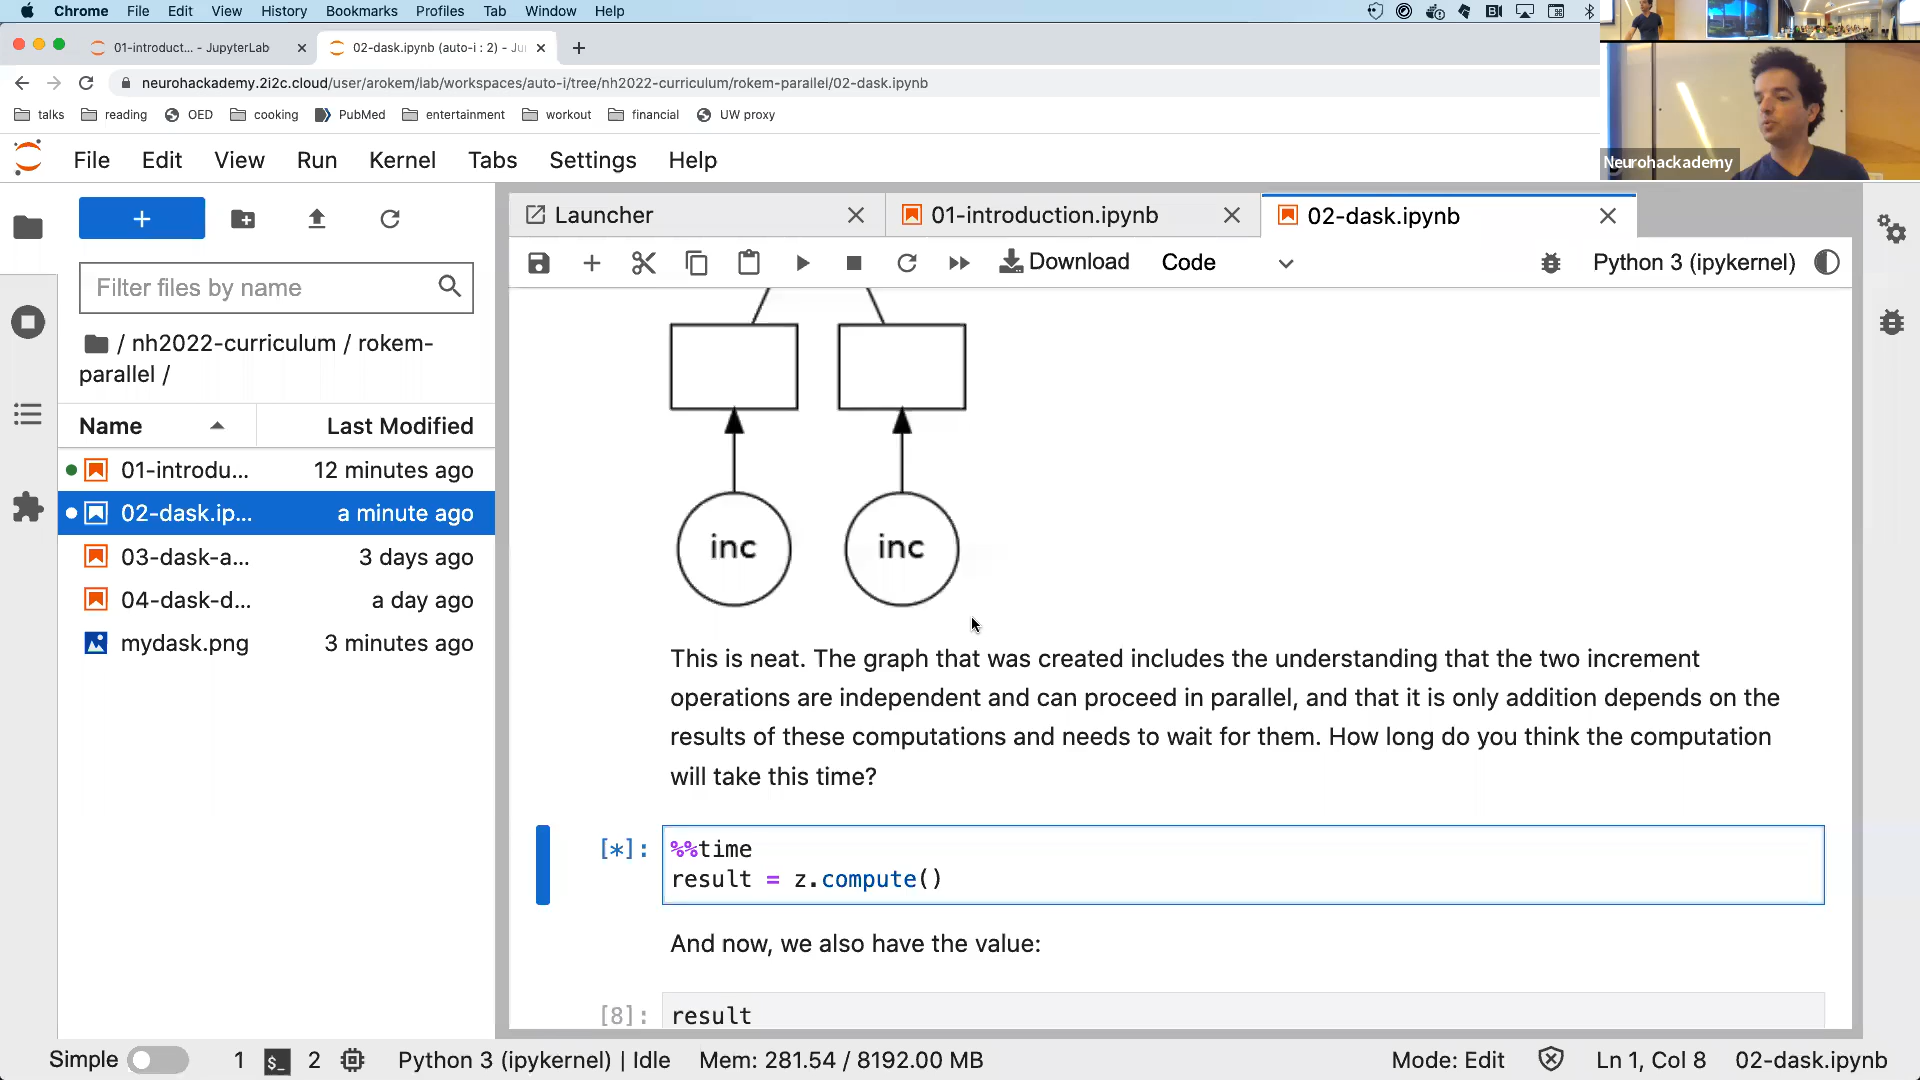 Chrome File Edit View History Bookmarks Profiles Tab Window Help
01-introduct... - JupyterLab
02-dask.ipynb (auto-i : 2) - Ju
neurohackademy.2i2c.cloud/user/arokem/lab/workspaces/auto-i/tree/nh2022-curriculum/rokem-parallel/02-dask.ipynb
talks reading OED cooking PubMed entertainment workout financial UW proxy
Neurohackademy
File Edit View Run Kernel Tabs Settings Help
Launcher
01-introduction.ipynb
02-dask.ipynb
Download Code Python 3 (ipykernel)
Filter files by name
/ nh2022-curriculum / rokem-
parallel /
Name Last Modified
01-introdu... 12 minutes ago
02-dask.ip... a minute ago
03-dask-a... 3 days ago
04-dask-d... a day ago
mydask.png 3 minutes ago
inc inc
This is neat. The graph that was created includes the understanding that the two increment
operations are independent and can proceed in parallel, and that it is only addition depends on the
results of these computations and needs to wait for them. How long do you think the computation
will take this time?
[*]: %%time
result = z.compute()
And now, we also have the value:
[8]: result
Simple 1 $_ 2 Python 3 (ipykernel) | Idle Mem: 281.54 / 8192.00 MB Mode: Edit Ln 1, Col 8 02-dask.ipynb